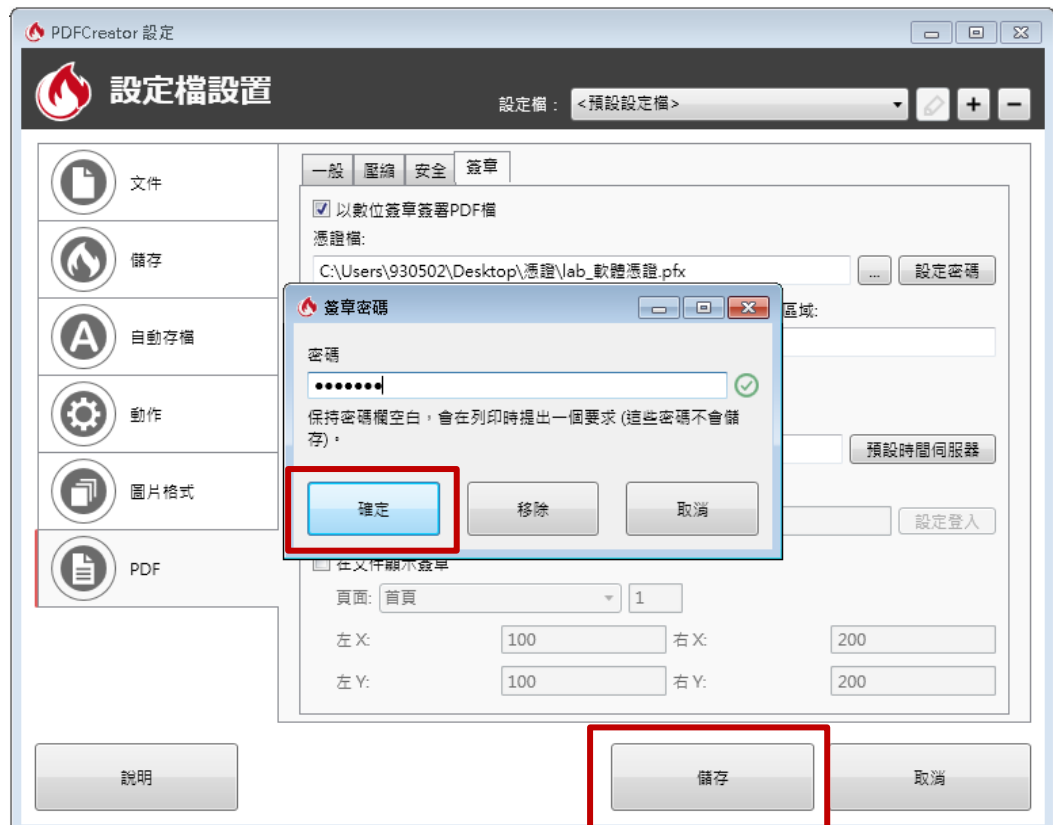 PDFCreator 設定
設定檔設置
設定檔： <預設設定檔>
文件
儲存
自動存檔
動作
圖片格式
PDF
一般 壓縮 安全 簽章
以數位簽章簽署PDF檔
憑證檔:
C:\Users\930502\Desktop\憑證\lab_軟體憑證.pfx ... 設定密碼
區域:
簽章密碼
密碼
•••••••
保持密碼欄空白，會在列印時提出一個要求 (這些密碼不會儲
存)。
確定 移除 取消
預設時間伺服器
設定登入
在文件顯示簽章
頁面: 首頁 1
左 X: 100 右 X: 200
左 Y: 100 右 Y: 200
說明 儲存 取消